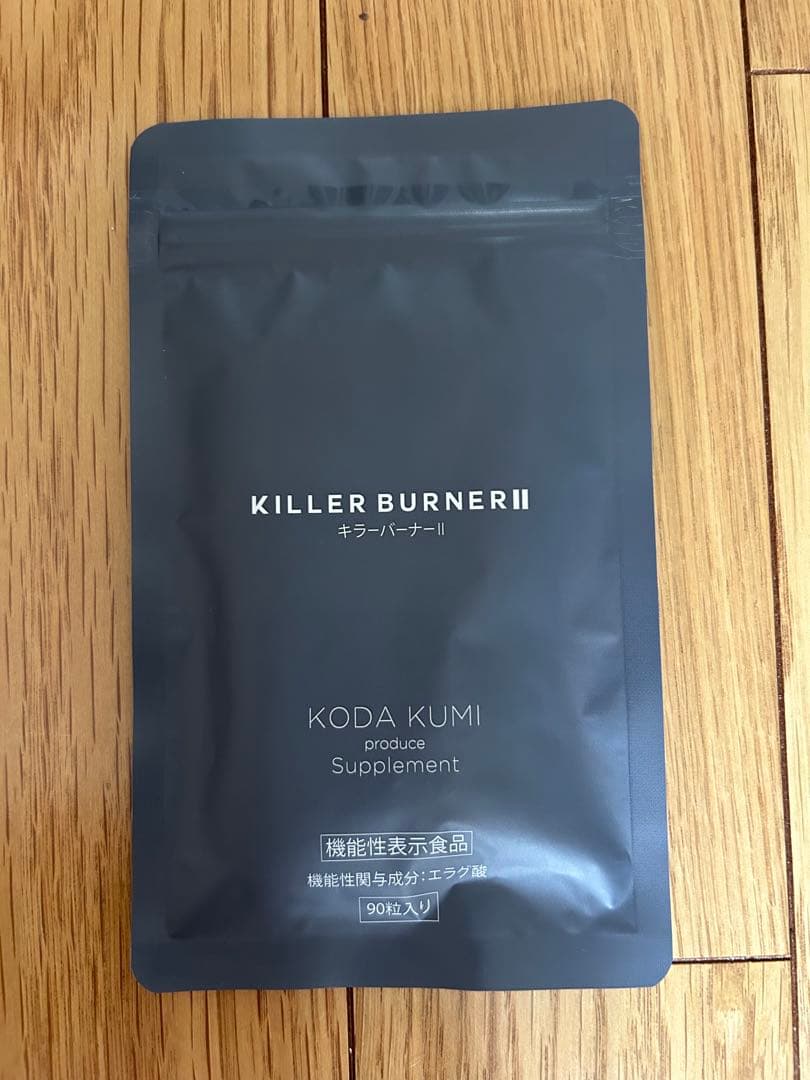 KILLER BURNERⅡ
キラーバーナーⅡ
KODA KUMI
produce
Supplement
機能性表示食品
機能性関与成分：エラグ酸
90粒入り